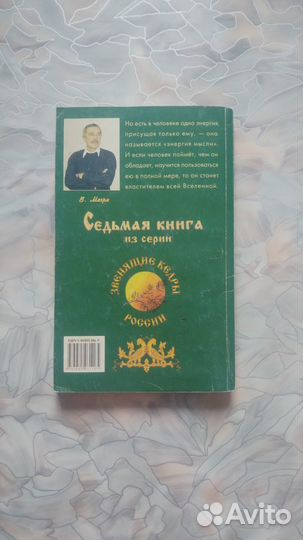 Но есть в человеке одна энергия,
присущая только ему, — она
называется «энергия мысли».
И если человек поймёт, чем он
обладает, научится пользоваться
ею в полной мере, то он станет
властителем всей Вселенной.
В. Мегре
Седьмая книга
из серии
ЗВЕНЯЩИЕ КЕДРЫ
РОССИИ
Avito